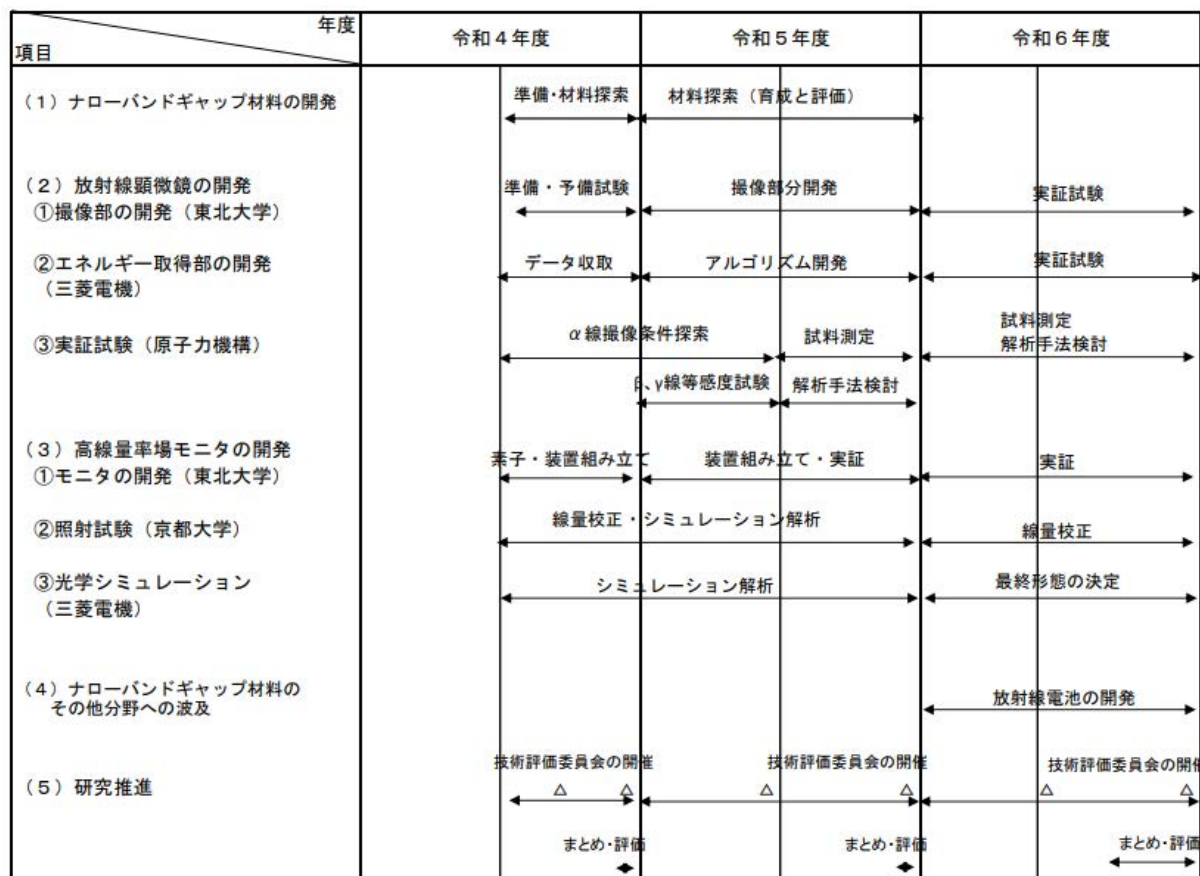 年度
項目
令和４年度
令和５年度
令和６年度
（１）ナローバンドギャップ材料の開発
準備・材料探索
材料探索（育成と評価）
（２）放射線顕微鏡の開発
①撮像部の開発（東北大学）
準備・予備試験
撮像部分開発
実証試験
②エネルギー取得部の開発
（三菱電機）
データ収取
アルゴリズム開発
実証試験
③実証試験（原子力機構）
α線撮像条件探索
試料測定
試料測定
解析手法検討
β、γ線等感度試験
解析手法検討
（３）高線量率場モニタの開発
①モニタの開発（東北大学）
素子・装置組み立て
装置組み立て・実証
実証
②照射試験（京都大学）
線量校正・シミュレーション解析
線量校正
③光学シミュレーション
（三菱電機）
シミュレーション解析
最終形態の決定
（４）ナローバンドギャップ材料の
その他分野への波及
放射線電池の開発
（５）研究推進
技術評価委員会の開催
技術評価委員会の開催
技術評価委員会の開催
△ △ △ △ △ △
まとめ・評価
まとめ・評価
まとめ・評価